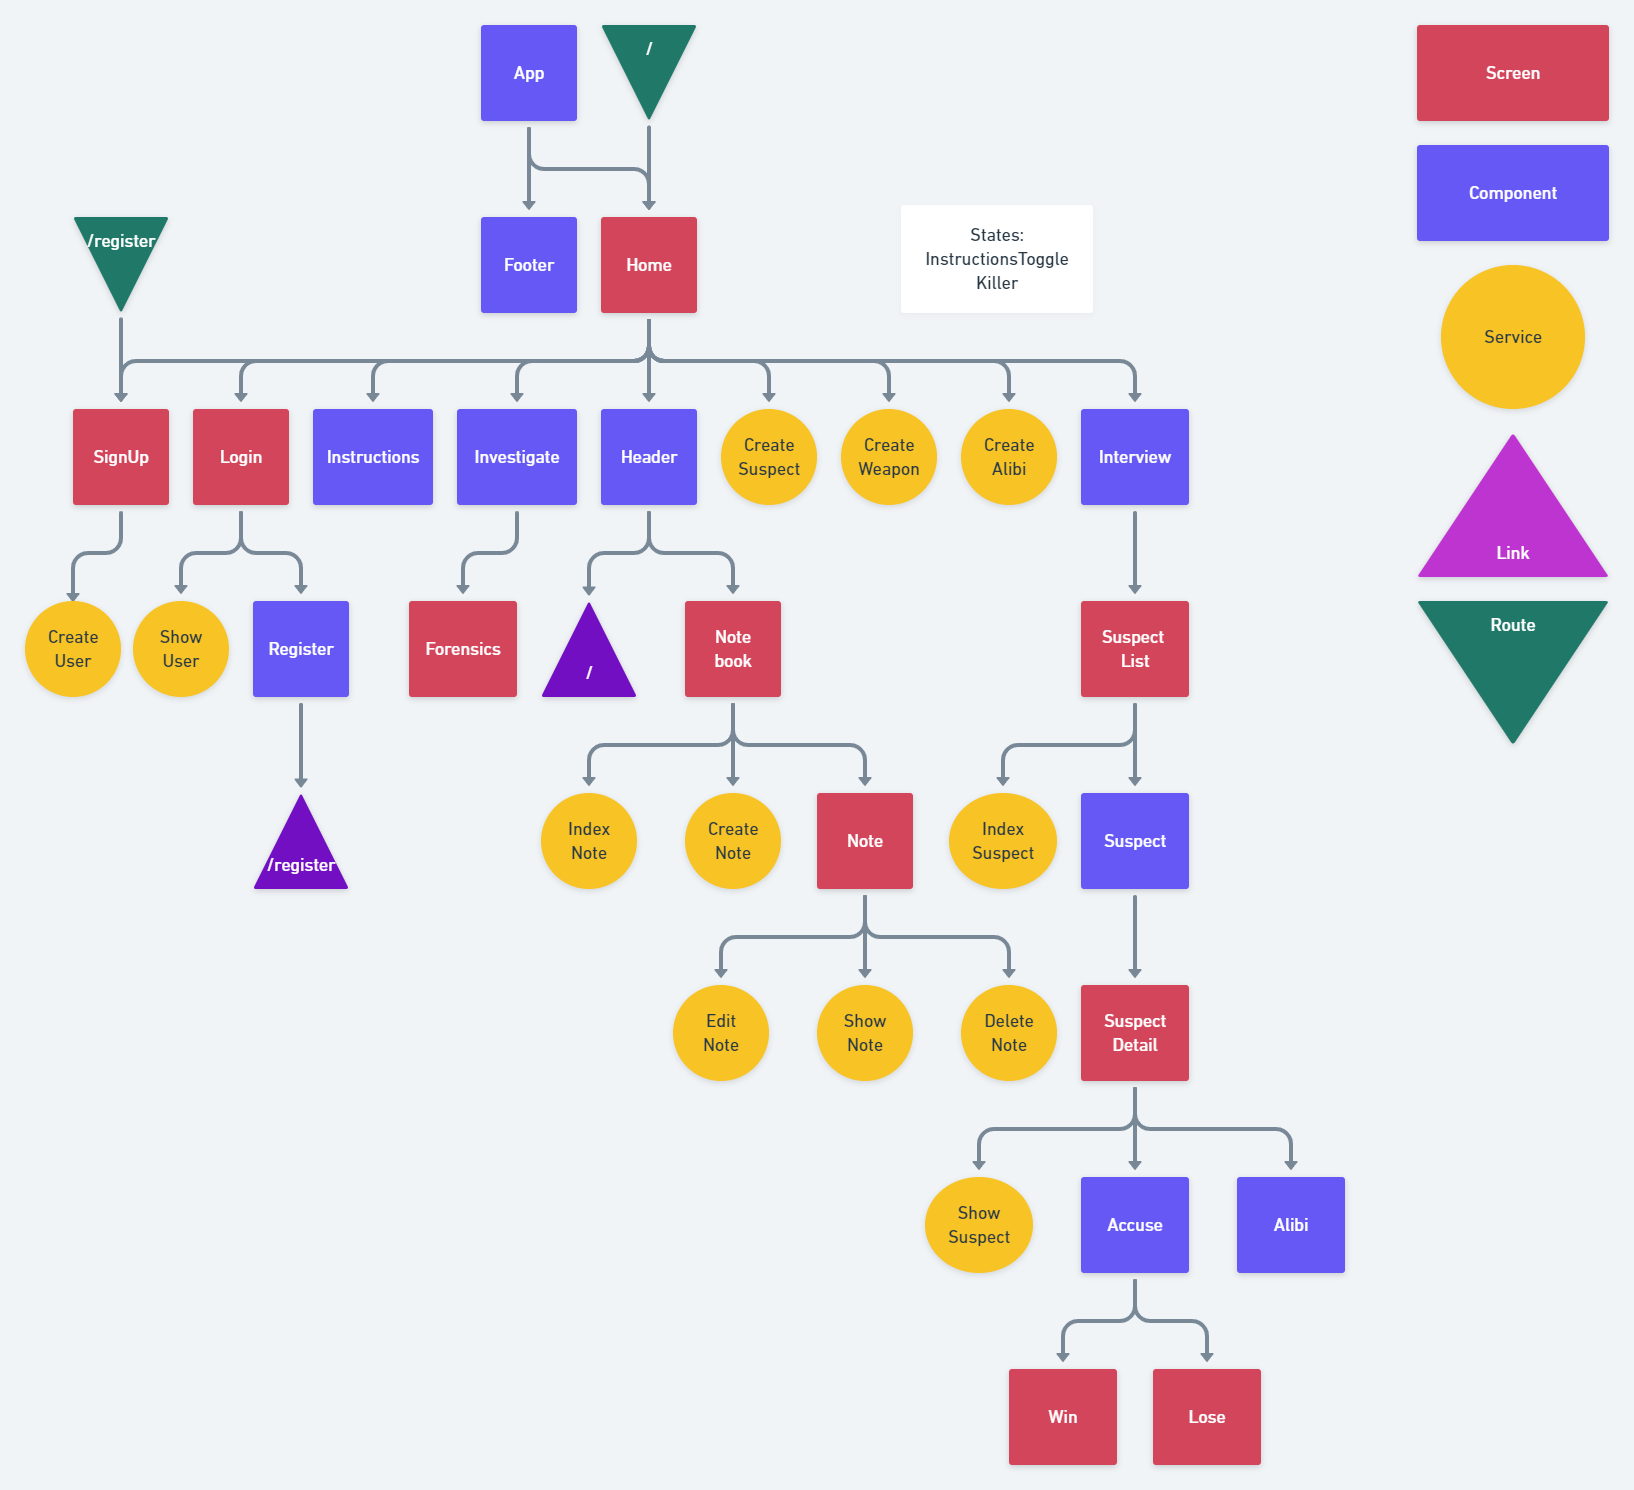 App
/
Screen
Component
/register
Footer
Home
States:
InstructionsToggle
Killer
Service
SignUp
Login
Instructions
Investigate
Header
Create
Suspect
Create
Weapon
Create
Alibi
Interview
Link
Create
User
Show
User
Register
Forensics
/
Note
book
Suspect
List
Route
/register
Index
Note
Create
Note
Note
Index
Suspect
Suspect
Edit
Note
Show
Note
Delete
Note
Suspect
Detail
Show
Suspect
Accuse
Alibi
Win
Lose